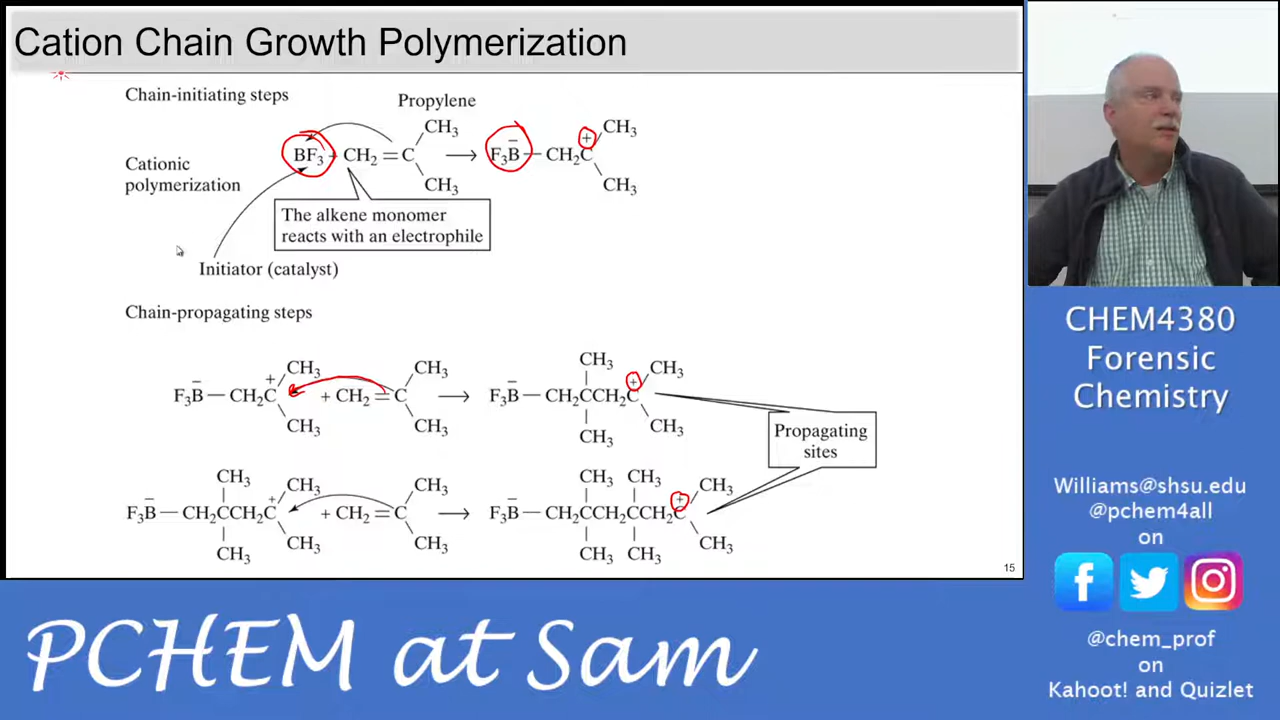 Cation Chain Growth Polymerization
Chain-initiating steps
Propylene
CH₃ CH₃
BF₃ + CH₂=C ⟶ F₃B̄—CH₂C⁺
CH₃ CH₃
Cationic
polymerization
The alkene monomer
reacts with an electrophile
Initiator (catalyst)
Chain-propagating steps
CH₃ CH₃ CH₃ CH₃
F₃B̄—CH₂C⁺ + CH₂=C ⟶ F₃B̄—CH₂CCH₂C⁺
CH₃ CH₃ CH₃ CH₃
Propagating
sites
CH₃ CH₃ CH₃ CH₃ CH₃ CH₃
F₃B̄—CH₂CCH₂C⁺ + CH₂=C ⟶ F₃B̄—CH₂CCH₂CCH₂C⁺
CH₃ CH₃ CH₃ CH₃ CH₃ CH₃
15
CHEM4380
Forensic
Chemistry
Williams@shsu.edu
@pchem4all
on
@chem_prof
on
Kahoot! and Quizlet
PCHEM at Sam